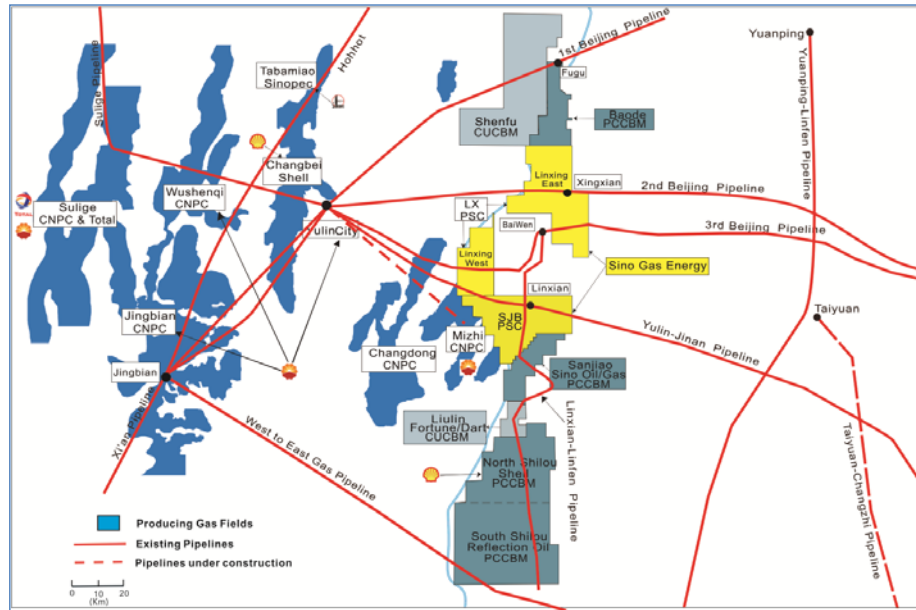 Yuanping
1st Beijing Pipeline
Hohhot
Sulige Pipeline
Tabamiao
Sinopec
Fugu
Yuanping-Linfen Pipeline
Shenfu
CUCBM
Baode
PCCBM
Changbei
Shell
Linxing
East
Xingxian
2nd Beijing Pipeline
Wushenqi
CNPC
TOTAL
Sulige
CNPC & Total
LX
PSC
YulinCity
BaiWen
3rd Beijing Pipeline
Linxing
West
Sino Gas Energy
Linxian
Jingbian
CNPC
SJB
PSC
Taiyuan
Mizhi
CNPC
Changdong
CNPC
Yulin-Jinan Pipeline
Jingbian
Sanjiao
Sino Oil/Gas
PCCBM
Xi'ao Pipeline
West to East Gas Pipeline
Liulin
Fortune/Dart
CUCBM
Linxian-Linfen Pipeline
Taiyuan-Changzhi Pipeline
North Shilou
Shell
PCCBM
South Shilou
Reflection Oil
PCCBM
Producing Gas Fields
Existing Pipelines
Pipelines under construction
0 10 20
(Km)